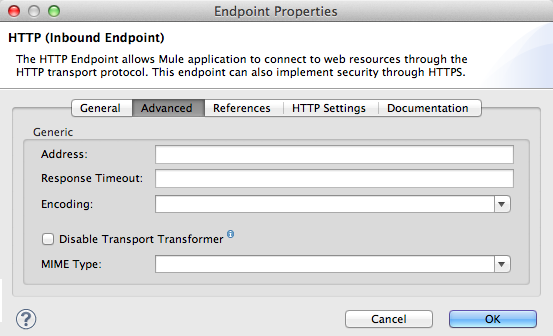 Endpoint Properties
HTTP (Inbound Endpoint)
The HTTP Endpoint allows Mule application to connect to web resources through the
HTTP transport protocol. This endpoint can also implement security through HTTPS.
General Advanced References HTTP Settings Documentation
Generic
Address:
Response Timeout:
Encoding:
Disable Transport Transformer i
MIME Type:
? Cancel OK